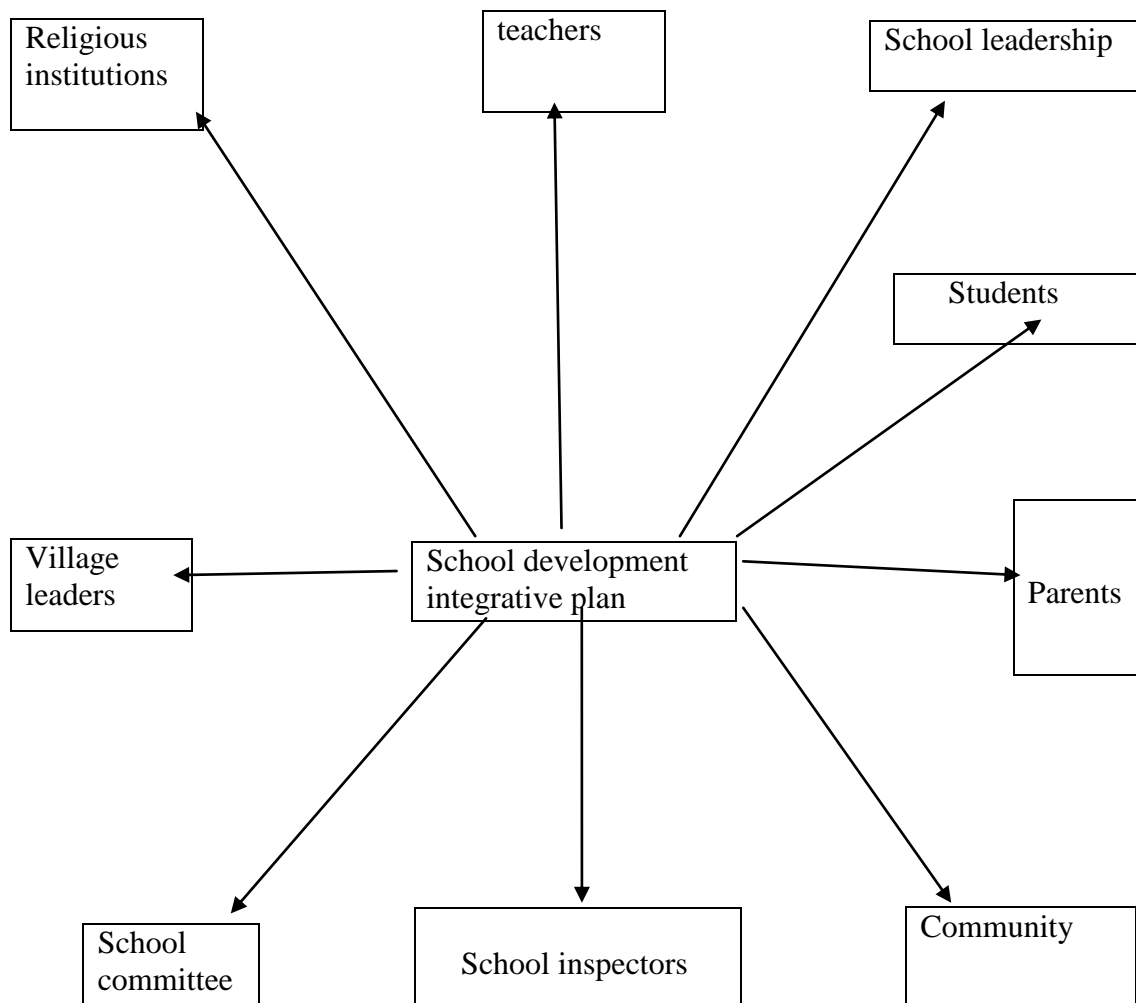 Religious
institutions
teachers
School leadership
Students
Village
leaders
School development
integrative plan
Parents
School
committee
School inspectors
Community